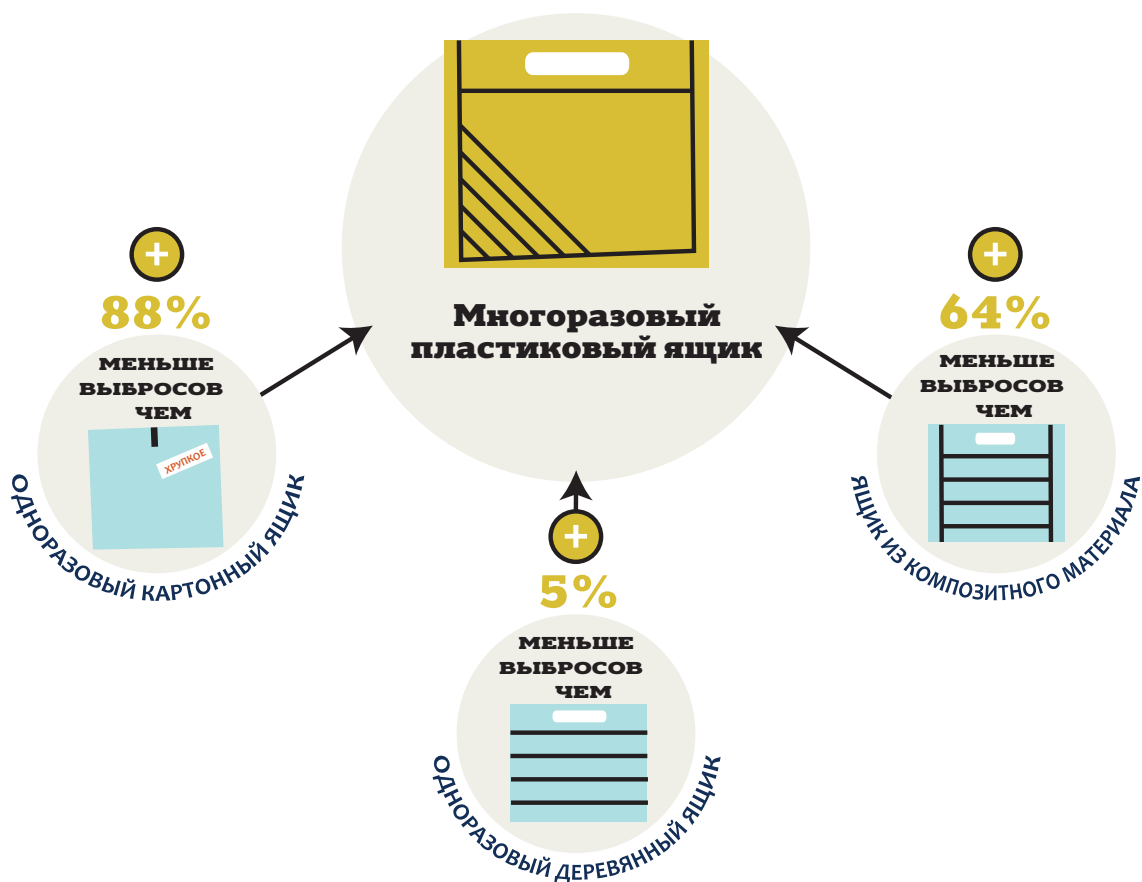 Многоразовый
пластиковый ящик
88%
МЕНЬШЕ
ВЫБРОСОВ
ЧЕМ
ХРУПКОЕ
ОДНОРАЗОВЫЙ КАРТОННЫЙ ЯЩИК
5%
МЕНЬШЕ
ВЫБРОСОВ
ЧЕМ
ОДНОРАЗОВЫЙ ДЕРЕВЯННЫЙ ЯЩИК
64%
МЕНЬШЕ
ВЫБРОСОВ
ЧЕМ
ЯЩИК ИЗ КОМПОЗИТНОГО МАТЕРИАЛА